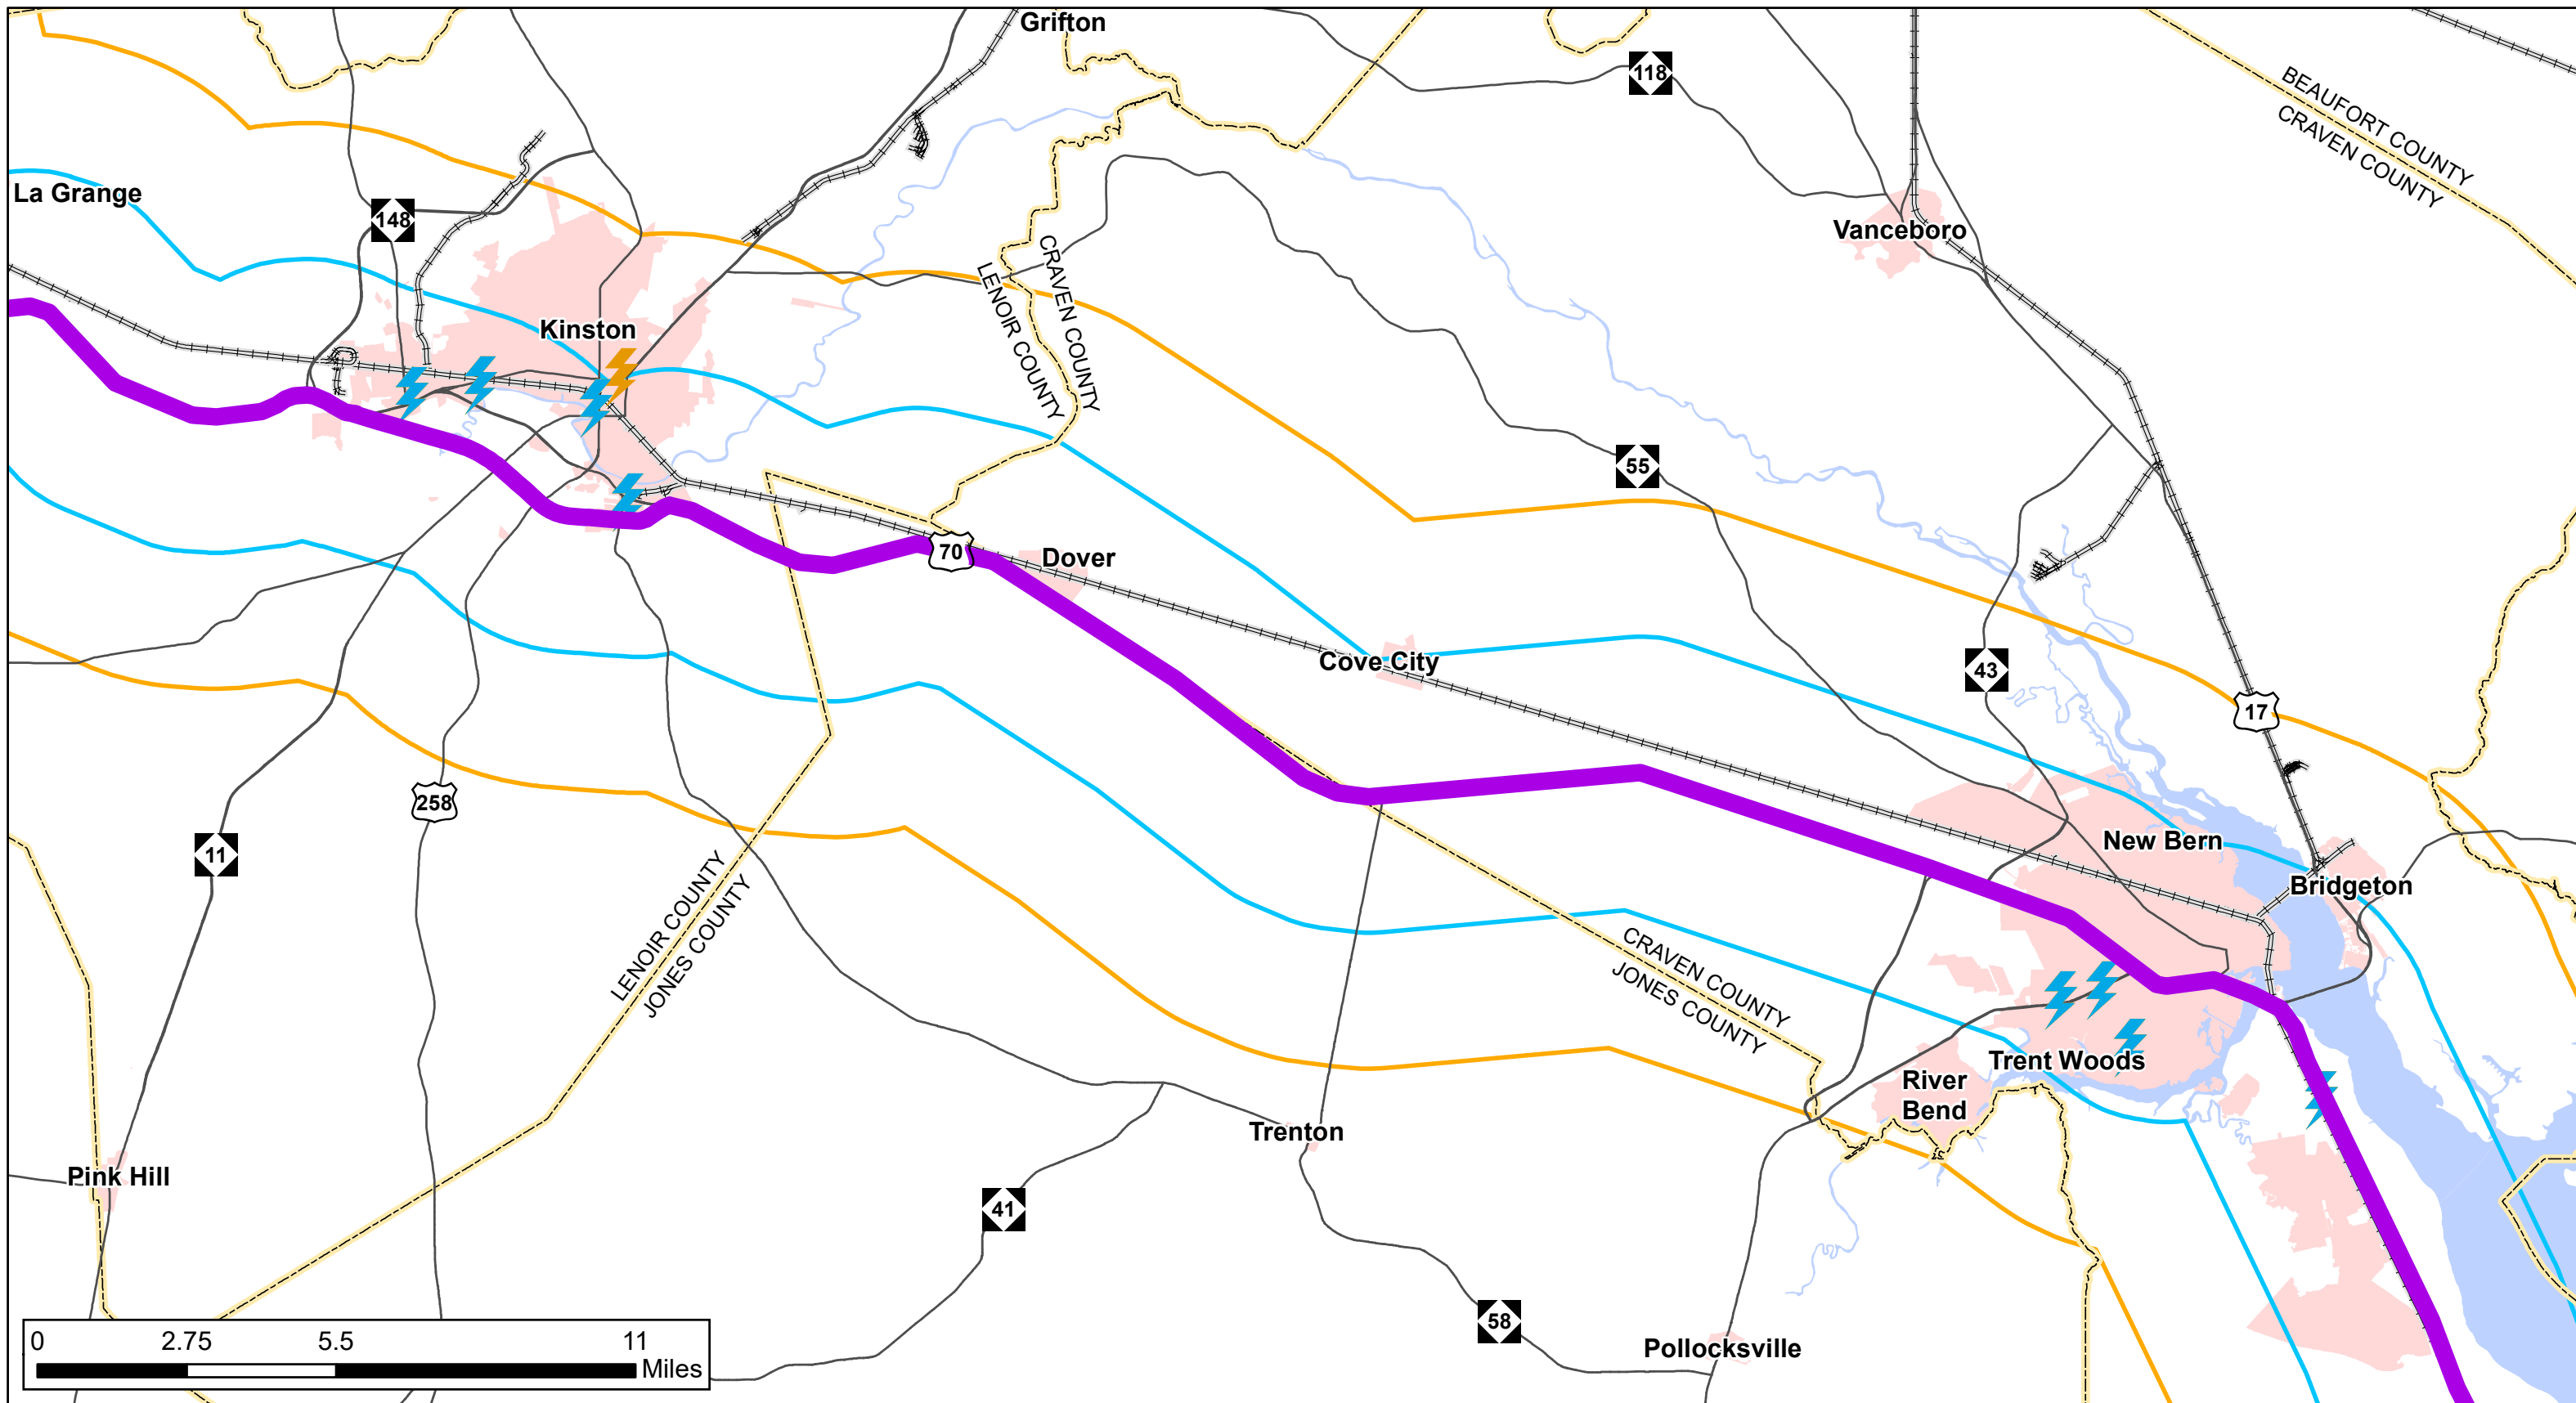 Grifton
118
BEAUFORT COUNTY
CRAVEN COUNTY
La Grange
148
Vanceboro
CRAVEN COUNTY
LENOIR COUNTY
Kinston
55
70
Dover
Cove City
43
17
258
11
New Bern
Bridgeton
LENOIR COUNTY
JONES COUNTY
CRAVEN COUNTY
JONES COUNTY
Trent Woods
River
Bend
Trenton
Pink Hill
41
58
Pollocksville
0 2.75 5.5 11
Miles